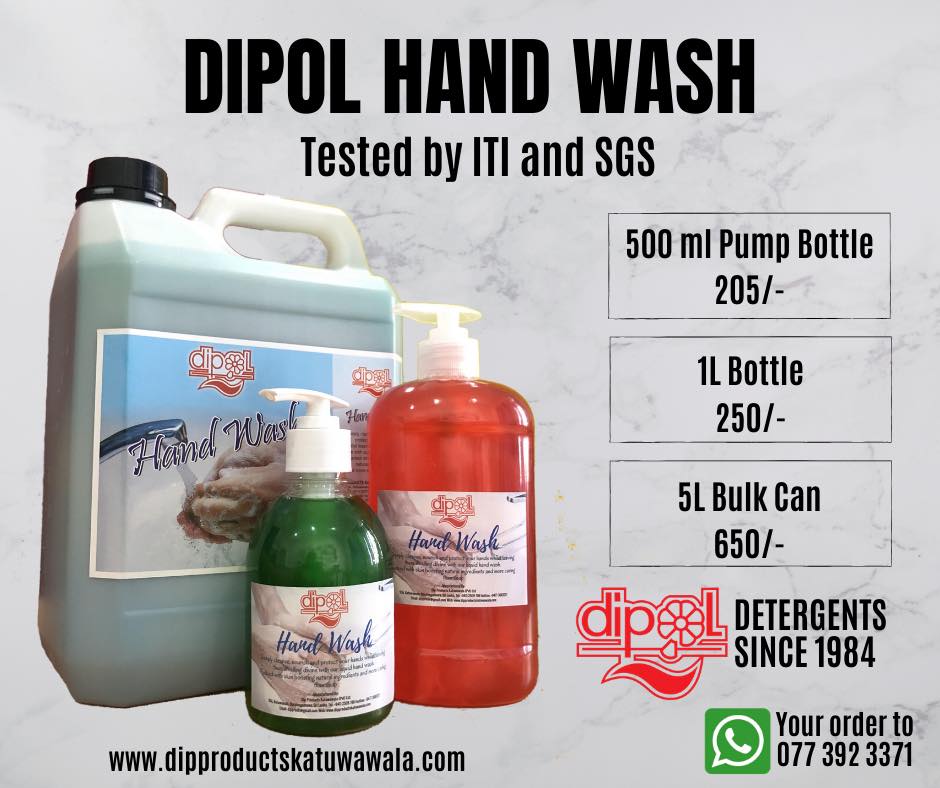 DIPOL HAND WASH
Tested by ITI and SGS
500 ml Pump Bottle
205/-
1L Bottle
250/-
5L Bulk Can
650/-
dipol
Hand Wash
dipol
Han
dipol
Hand Wash
dipol
Hand Wash
dipol
DETERGENTS
SINCE 1984
Your order to
077 392 3371
www.dipproductskatuwawala.com